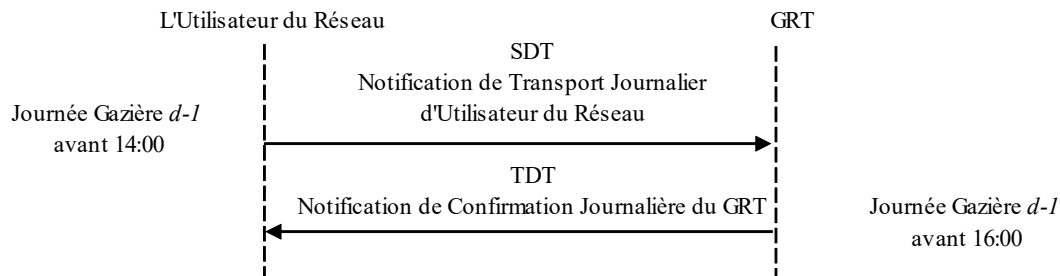 L'Utilisateur du Réseau
GRT
SDT
Notification de Transport Journalier
d'Utilisateur du Réseau
Journée Gazière d-1
avant 14:00
TDT
Notification de Confirmation Journalière du GRT
Journée Gazière d-1
avant 16:00